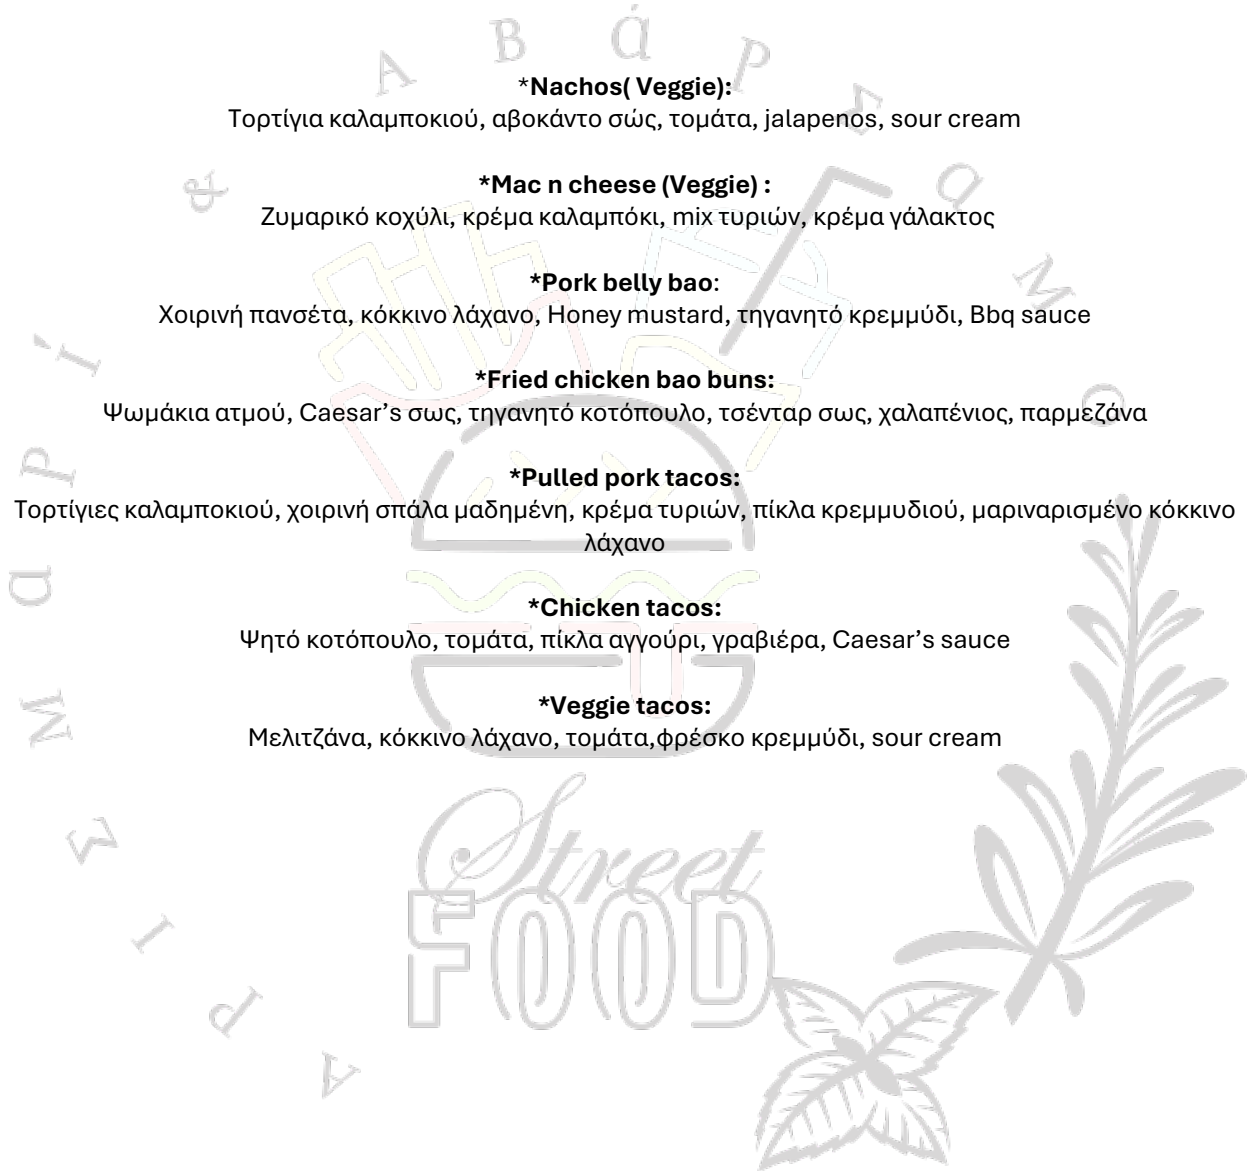 Α Ρ Ι Σ Μ α Ρ ί & Α Β ά Ρ Σ α Μ Ο
*Nachos( Veggie):
Τορτίγια καλαμποκιού, αβοκάντο σώς, τομάτα, jalapenos, sour cream
*Mac n cheese (Veggie) :
Ζυμαρικό κοχύλι, κρέμα καλαμπόκι, mix τυριών, κρέμα γάλακτος
*Pork belly bao:
Χοιρινή πανσέτα, κόκκινο λάχανο, Honey mustard, τηγανητό κρεμμύδι, Bbq sauce
*Fried chicken bao buns:
Ψωμάκια ατμού, Caesar’s σως, τηγανητό κοτόπουλο, τσένταρ σως, χαλαπένιος, παρμεζάνα
*Pulled pork tacos:
Τορτίγιες καλαμποκιού, χοιρινή σπάλα μαδημένη, κρέμα τυριών, πίκλα κρεμμυδιού, μαριναρισμένο κόκκινο
λάχανο
*Chicken tacos:
Ψητό κοτόπουλο, τομάτα, πίκλα αγγούρι, γραβιέρα, Caesar’s sauce
*Veggie tacos:
Μελιτζάνα, κόκκινο λάχανο, τομάτα,φρέσκο κρεμμύδι, sour cream
Street
FOOD